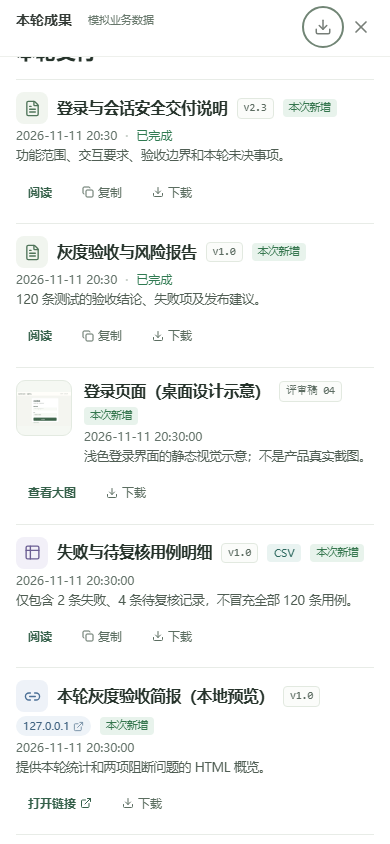 本轮成果 模拟业务数据
本轮交付
登录与会话安全交付说明 v2.3 本次新增
2026-11-11 20:30 · 已完成
功能范围、交互要求、验收边界和本轮未决事项。
阅读 复制 下载
灰度验收与风险报告 v1.0 本次新增
2026-11-11 20:30 · 已完成
120 条测试的验收结论、失败项及发布建议。
阅读 复制 下载
登录页面（桌面设计示意） 评审稿 04
本次新增
2026-11-11 20:30:00
浅色登录界面的静态视觉示意；不是产品真实截图。
查看大图 下载
失败与待复核用例明细 v1.0 CSV 本次新增
2026-11-11 20:30:00
仅包含 2 条失败、4 条待复核记录，不冒充全部 120 条用例。
阅读 复制 下载
本轮灰度验收简报（本地预览） v1.0
127.0.0.1 本次新增
2026-11-11 20:30:00
提供本轮统计和两项阻断问题的 HTML 概览。
打开链接 下载